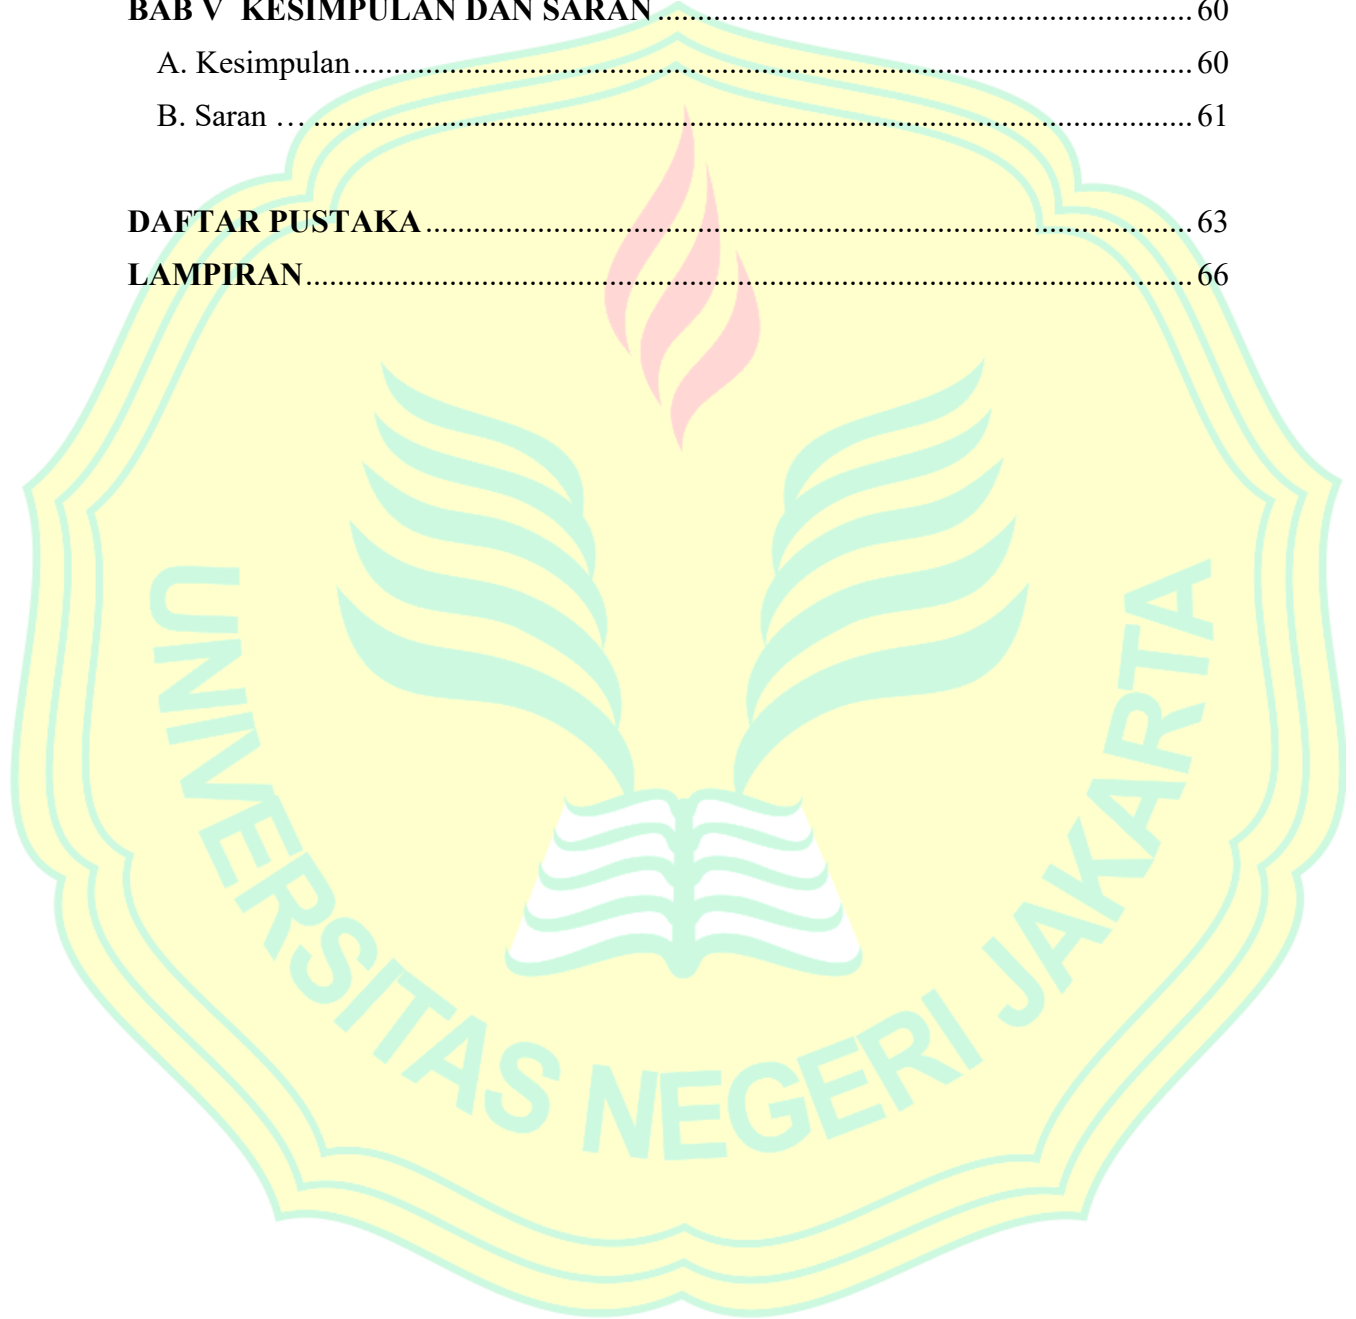 BAB V  KESIMPULAN DAN SARAN ........................................................................ 60
A. Kesimpulan ........................................................................................................... 60
B. Saran … ................................................................................................................ 61
DAFTAR PUSTAKA .................................................................................................. 63
LAMPIRAN ................................................................................................................. 66
UNIVERSITAS NEGERI JAKARTA